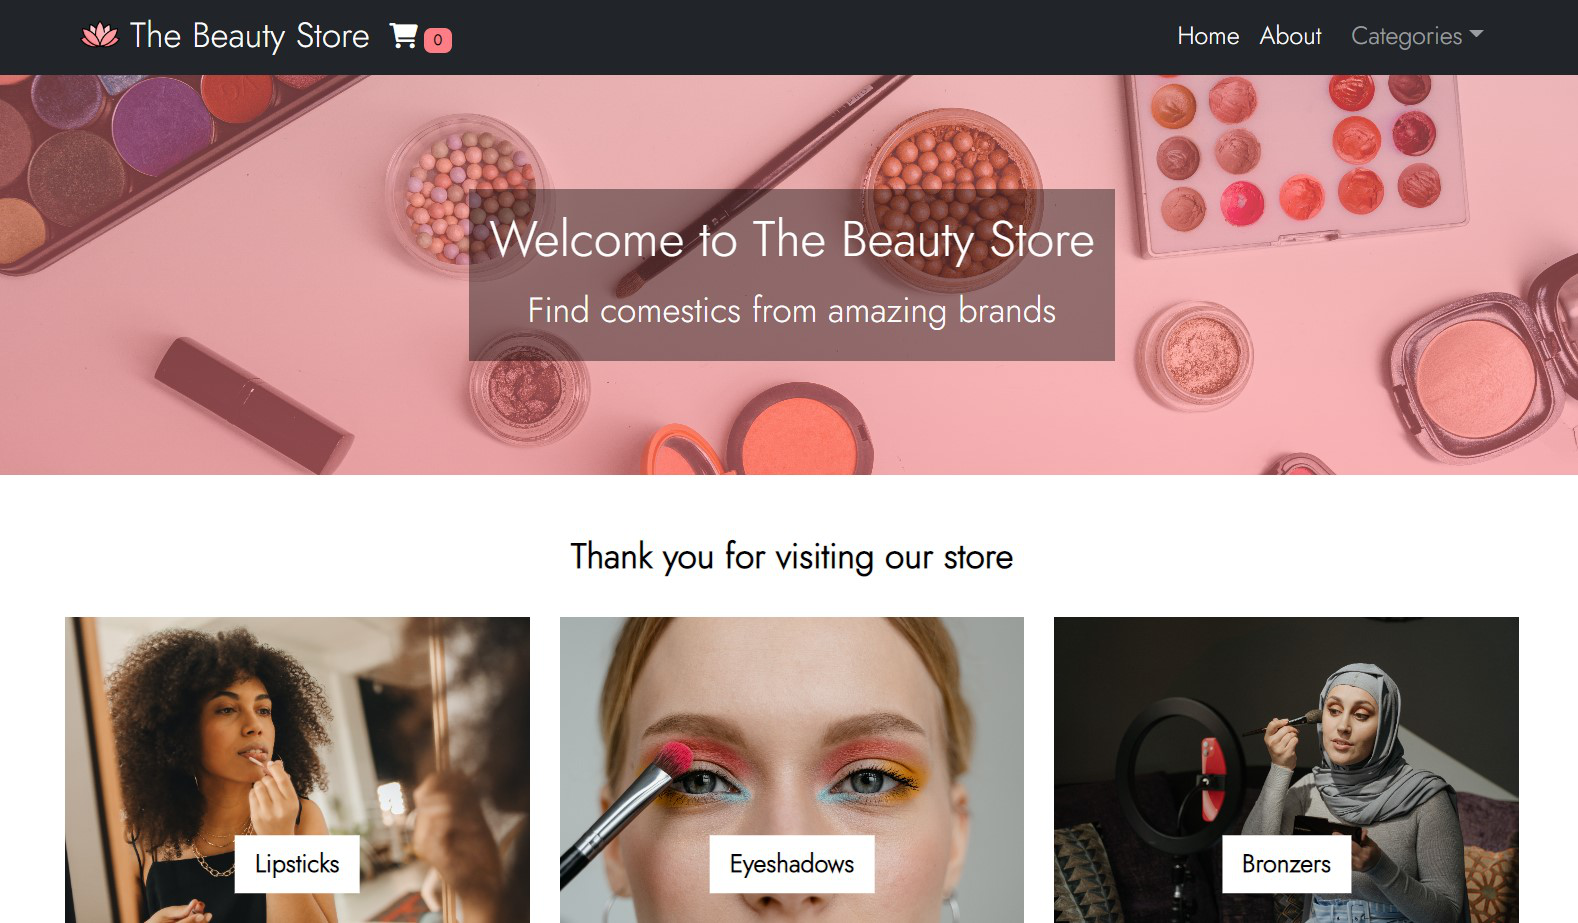 The Beauty Store 0 Home About Categories
Welcome to The Beauty Store
Find comestics from amazing brands
Thank you for visiting our store
Lipsticks Eyeshadows Bronzers